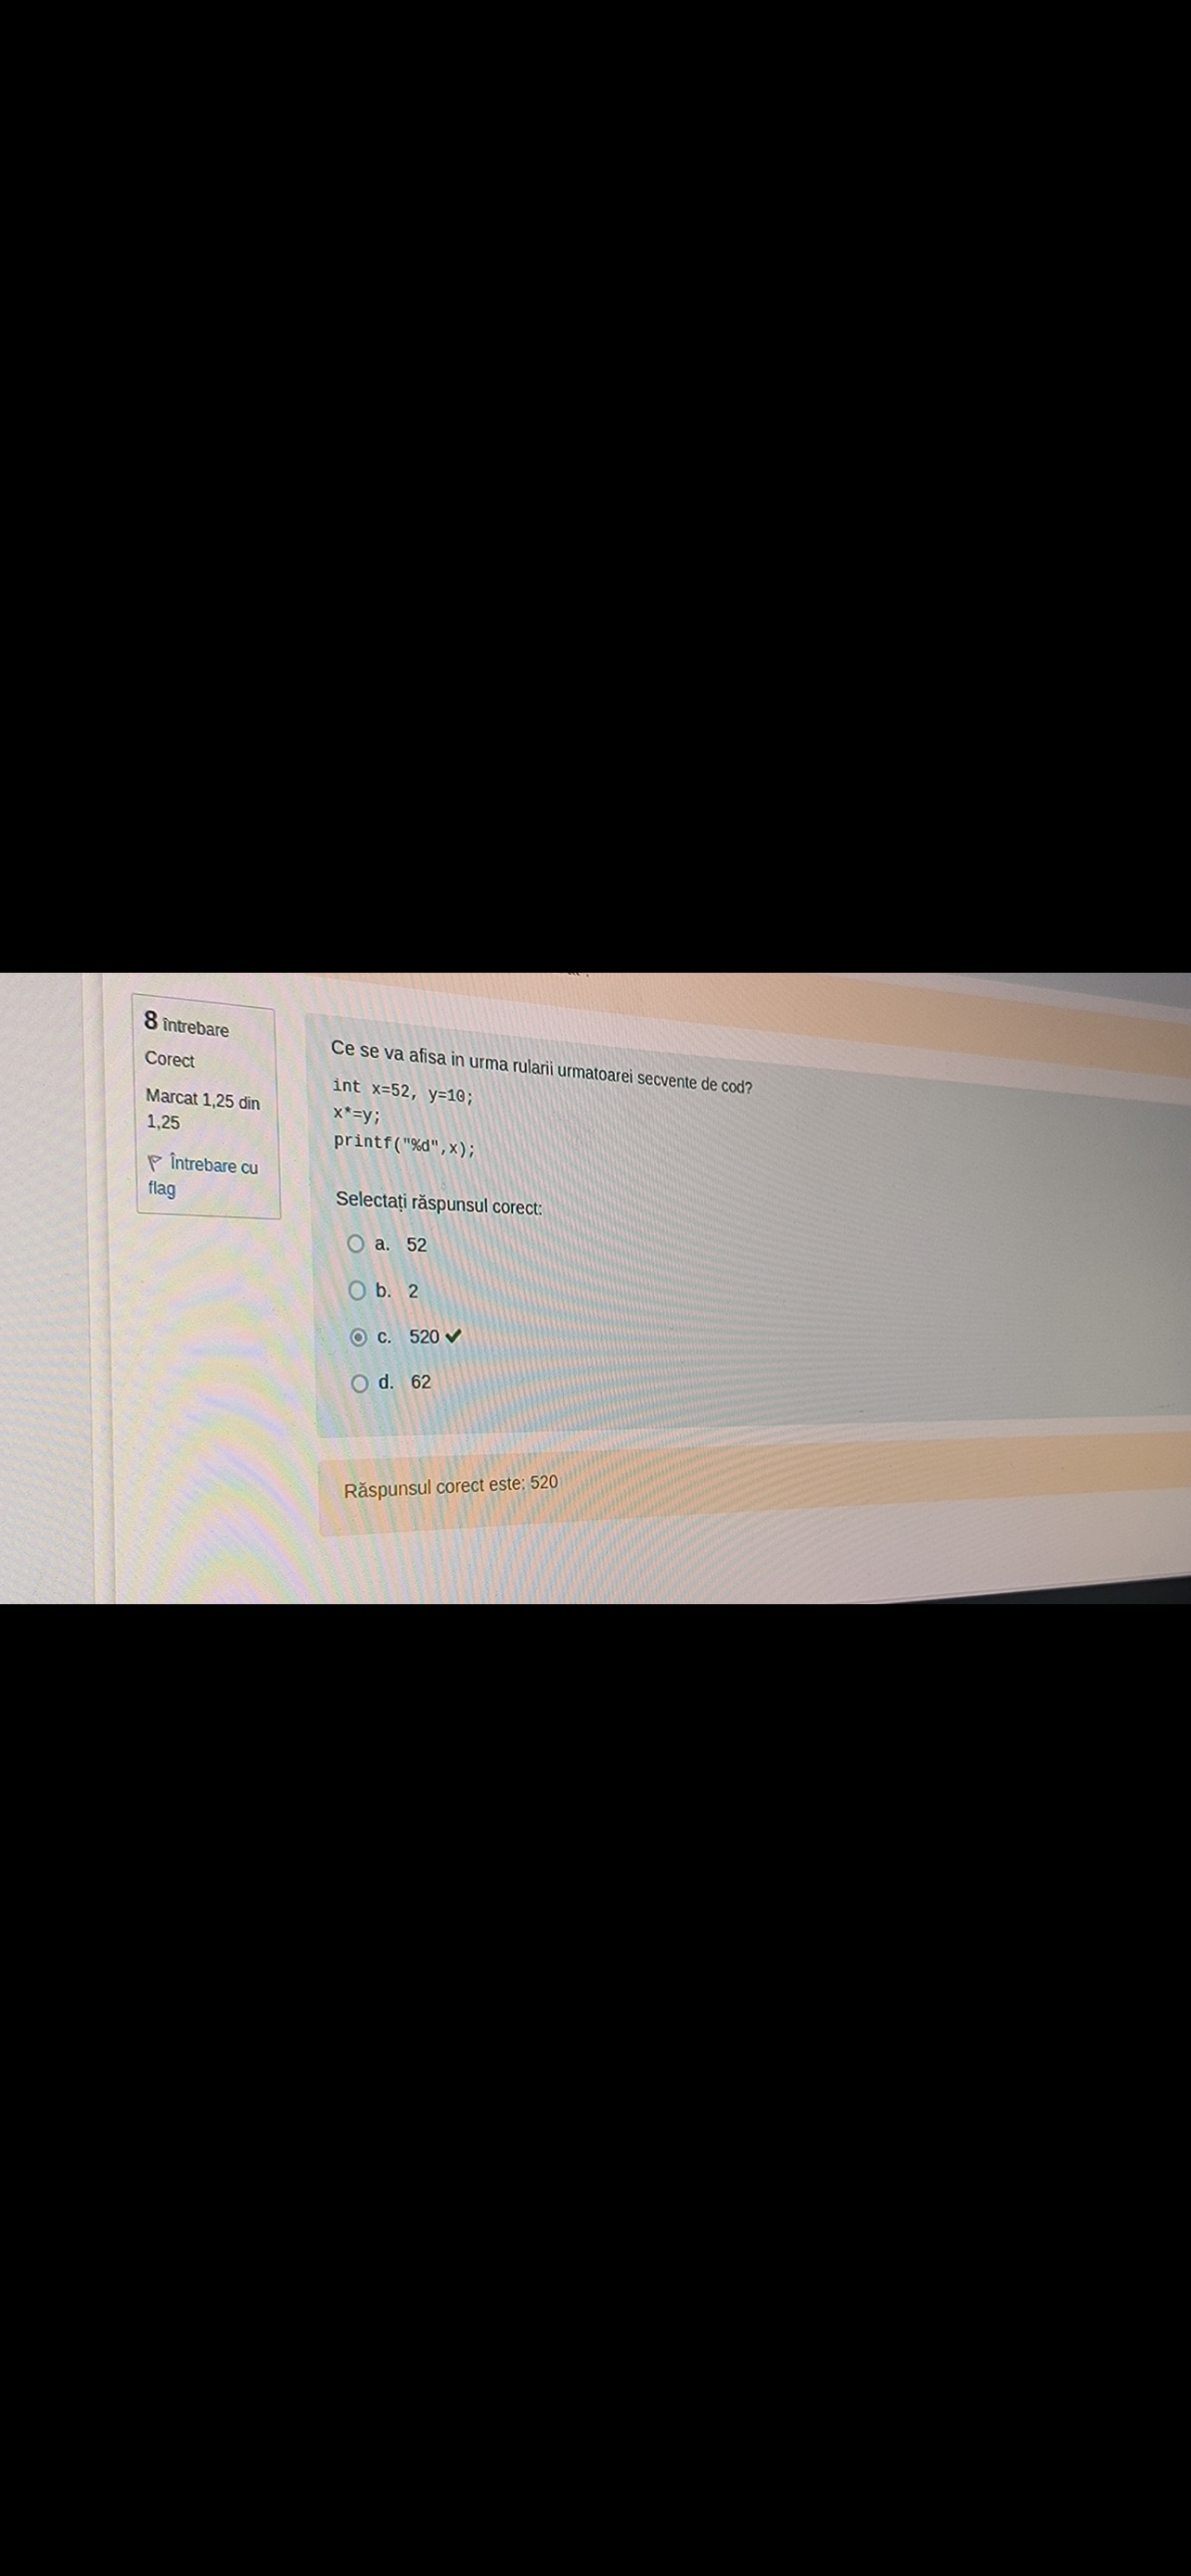 8 întrebare
Corect
Marcat 1,25 din
1,25
Întrebare cu
flag
Ce se va afisa in urma rularii urmatoarei secvente de cod?
int x=52, y=10;
x*=y;
printf("%d",x);
Selectați răspunsul corect:
a. 52
b. 2
c. 520
d. 62
Răspunsul corect este: 520